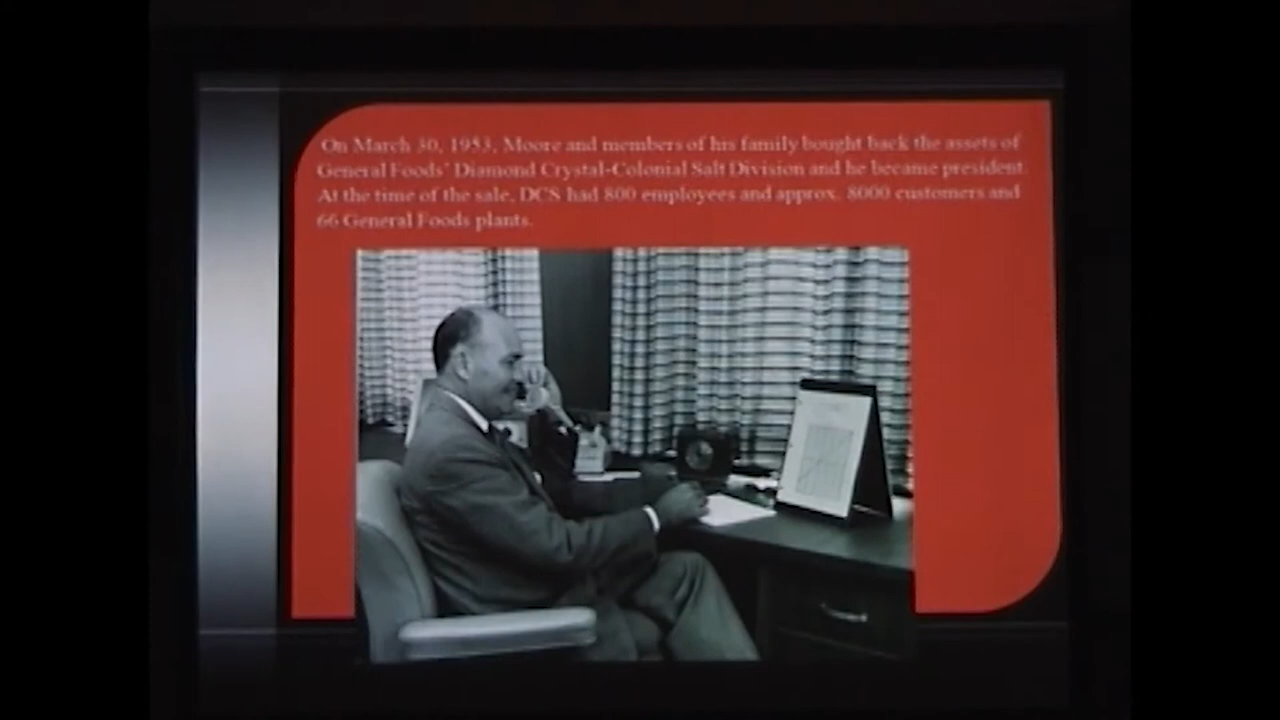 On March 30, 1953, Moore and members of his family bought back the assets of
General Foods' Diamond Crystal-Colonial Salt Division and he became president.
At the time of the sale, DCS had 800 employees and approx. 8000 customers and
66 General Foods plants.